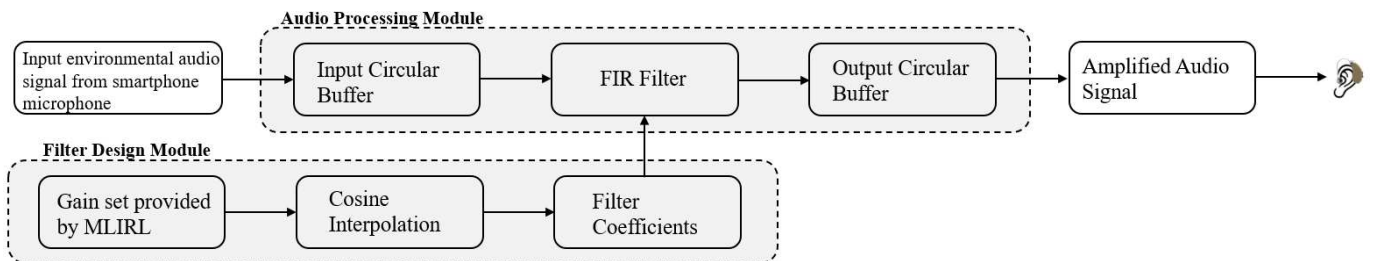 Audio Processing Module
Input environmental audio
signal from smartphone
microphone
Input Circular
Buffer
FIR Filter
Output Circular
Buffer
Amplified Audio
Signal
Filter Design Module
Gain set provided
by MLIRL
Cosine
Interpolation
Filter
Coefficients